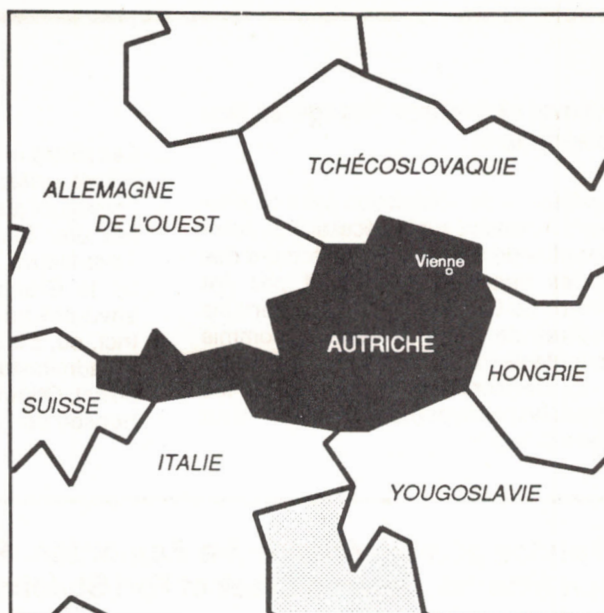 TCHÉCOSLOVAQUIE
ALLEMAGNE
DE L'OUEST
Vienne
AUTRICHE
HONGRIE
SUISSE
ITALIE
YOUGOSLAVIE